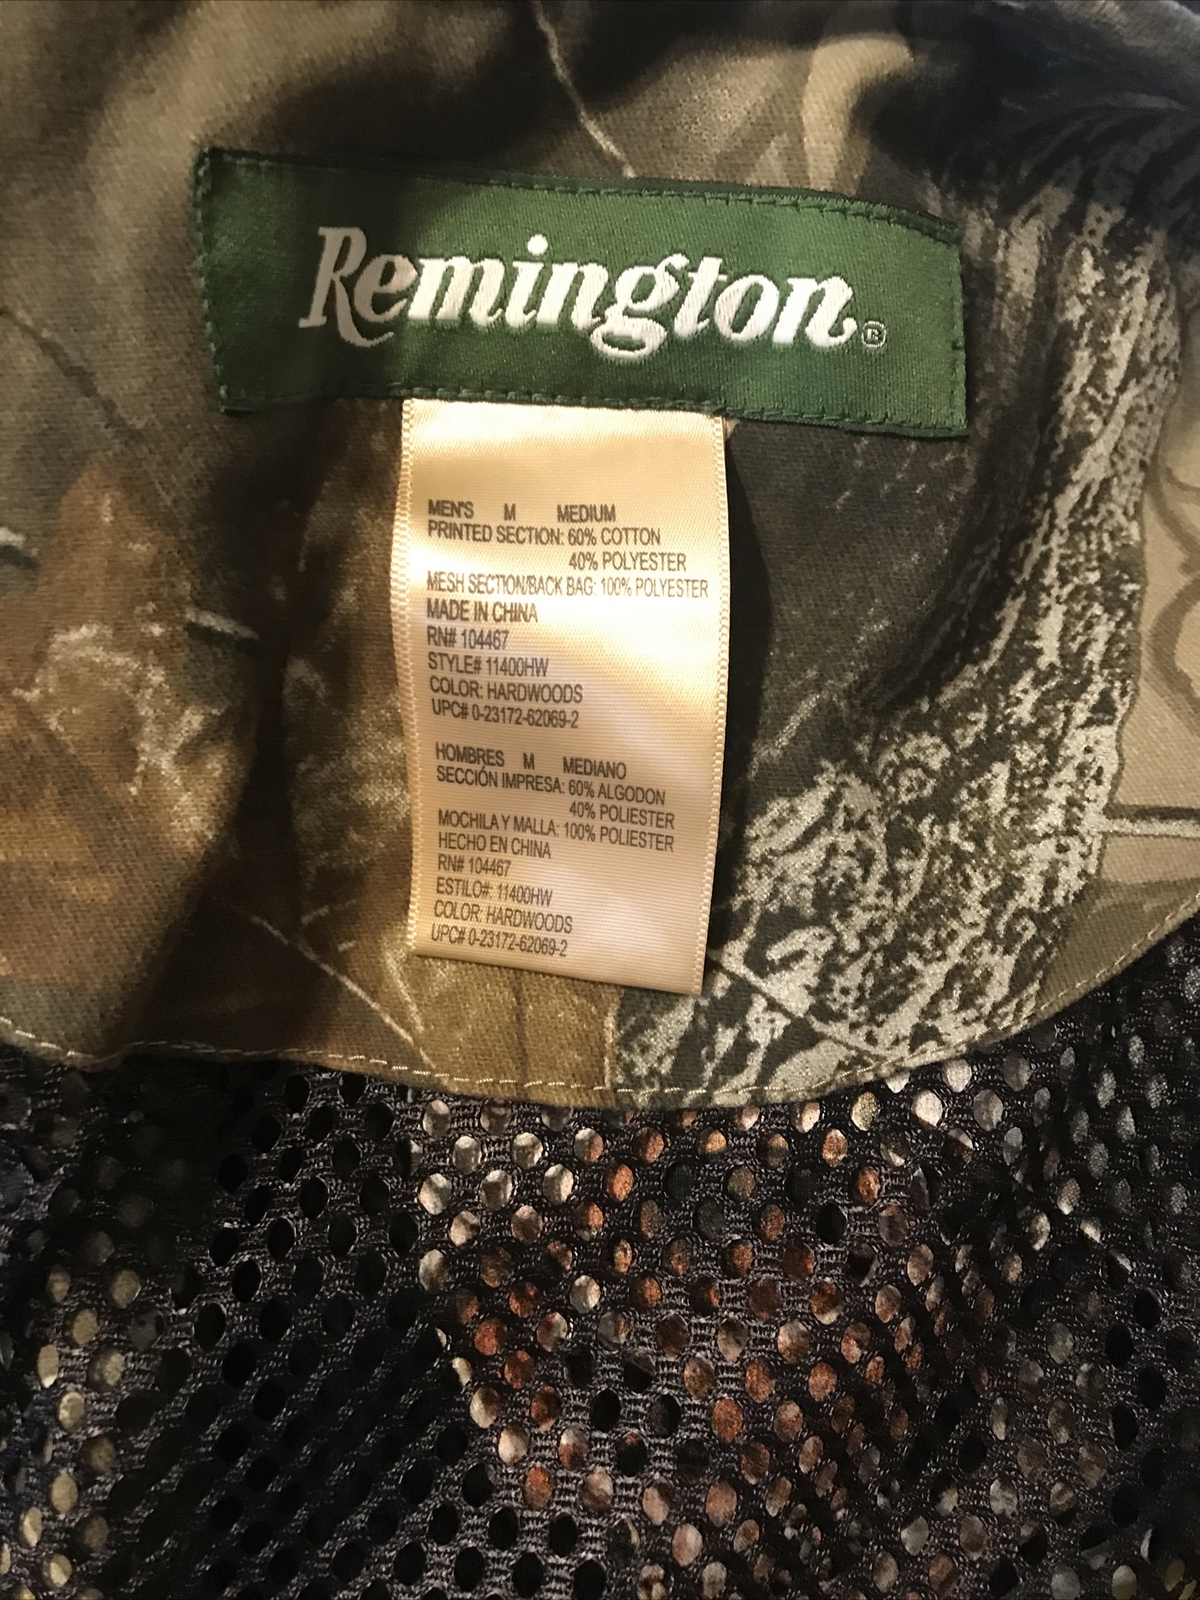 Remington®
MEN'S M MEDIUM
PRINTED SECTION: 60% COTTON
40% POLYESTER
MESH SECTION/BACK BAG: 100% POLYESTER
MADE IN CHINA
RN# 104467
STYLE# 11400HW
COLOR: HARDWOODS
UPC# 0-23172-62069-2
HOMBRES M MEDIANO
SECCIÓN IMPRESA: 60% ALGODON
40% POLIESTER
MOCHILA Y MALLA: 100% POLIESTER
HECHO EN CHINA
RN# 104467
ESTILO#: 11400HW
COLOR: HARDWOODS
UPC# 0-23172-62069-2